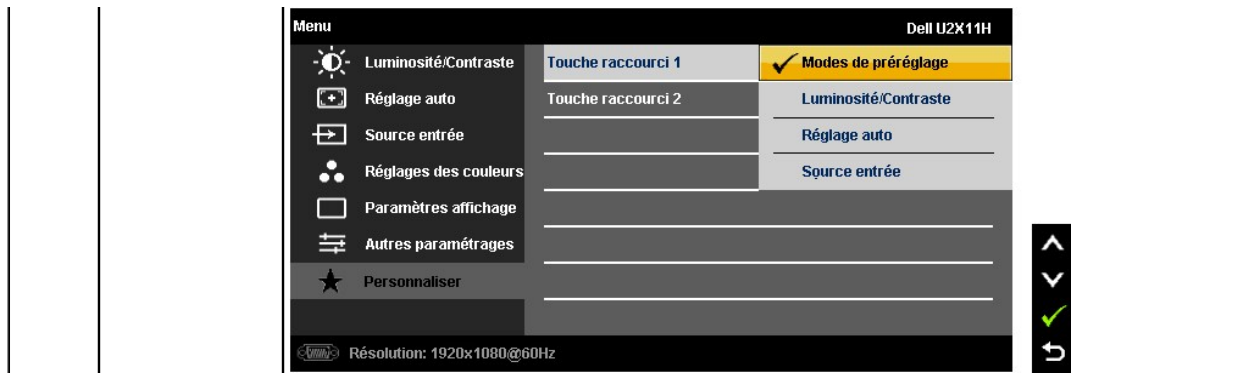 Menu Dell U2X11H
Luminosité/Contraste Touche raccourci 1 Modes de préréglage
Réglage auto Touche raccourci 2 Luminosité/Contraste
Source entrée Réglage auto
Réglages des couleurs Source entrée
Paramètres affichage
Autres paramétrages
Personnaliser
Résolution: 1920x1080@60Hz